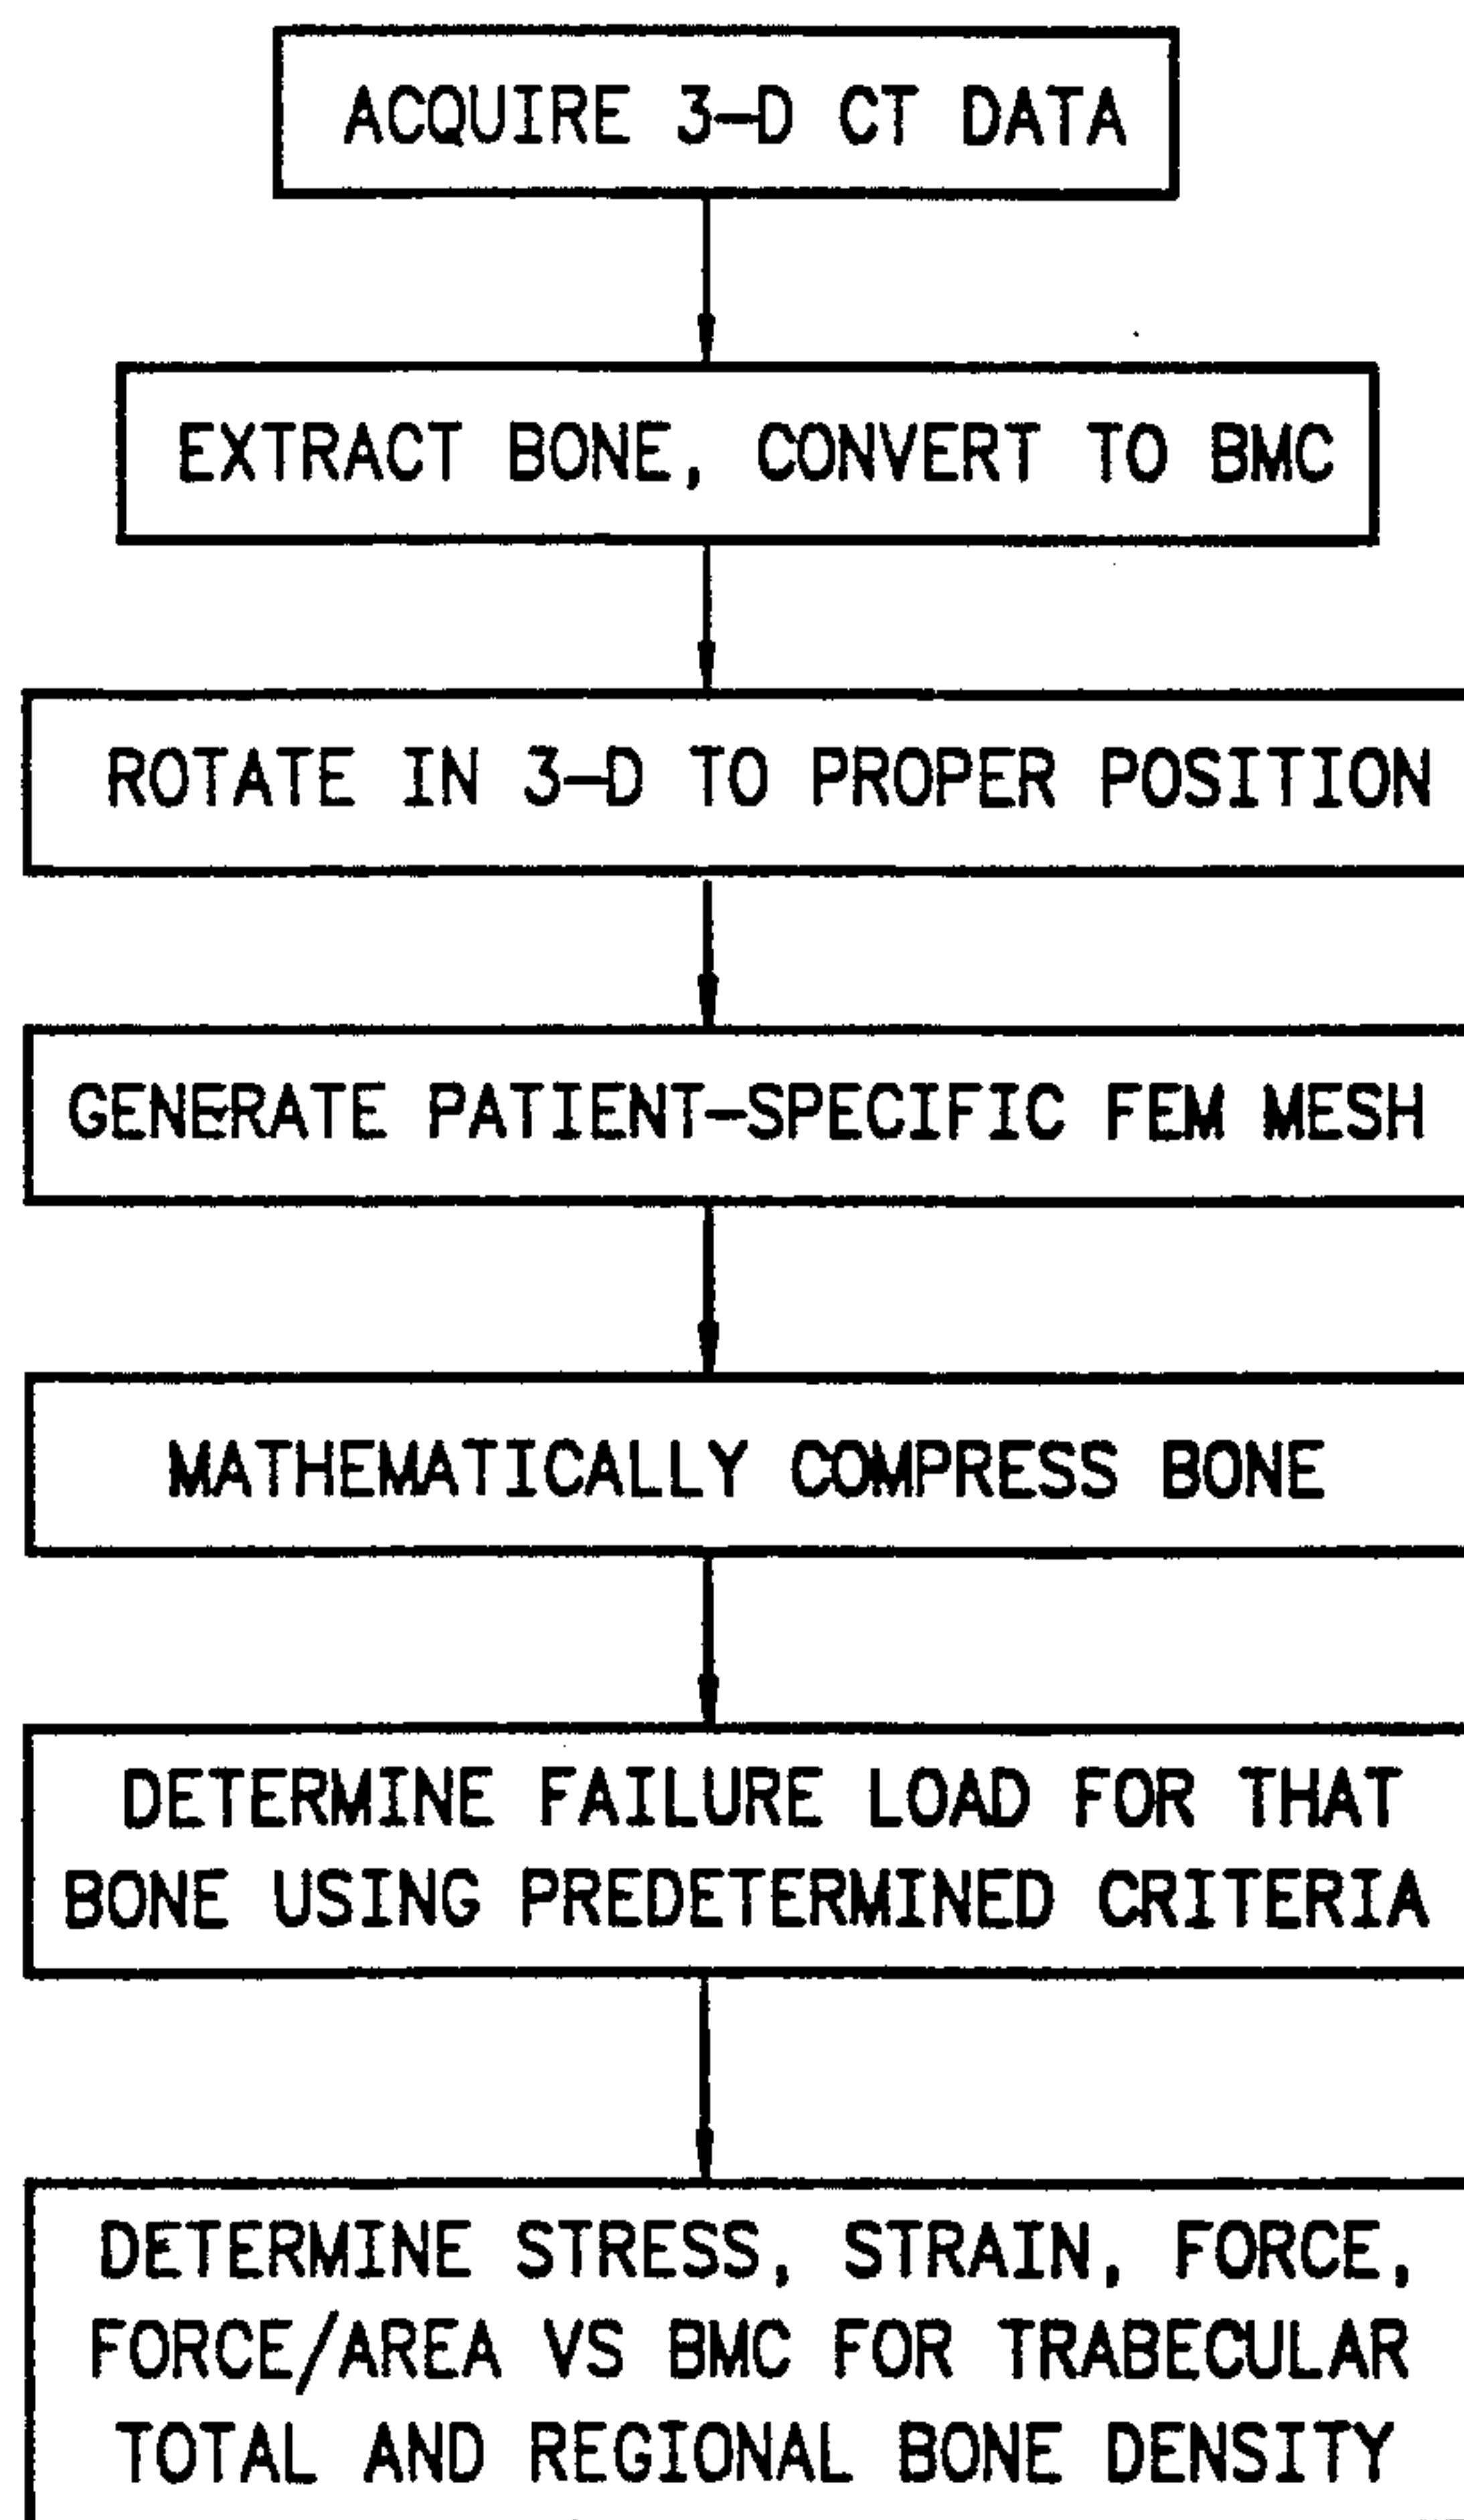 ACQUIRE 3-D CT DATA
EXTRACT BONE, CONVERT TO BMC
ROTATE IN 3-D TO PROPER POSITION
GENERATE PATIENT-SPECIFIC FEM MESH
MATHEMATICALLY COMPRESS BONE
DETERMINE FAILURE LOAD FOR THAT
BONE USING PREDETERMINED CRITERIA
DETERMINE STRESS, STRAIN, FORCE,
FORCE/AREA VS BMC FOR TRABECULAR
TOTAL AND REGIONAL BONE DENSITY